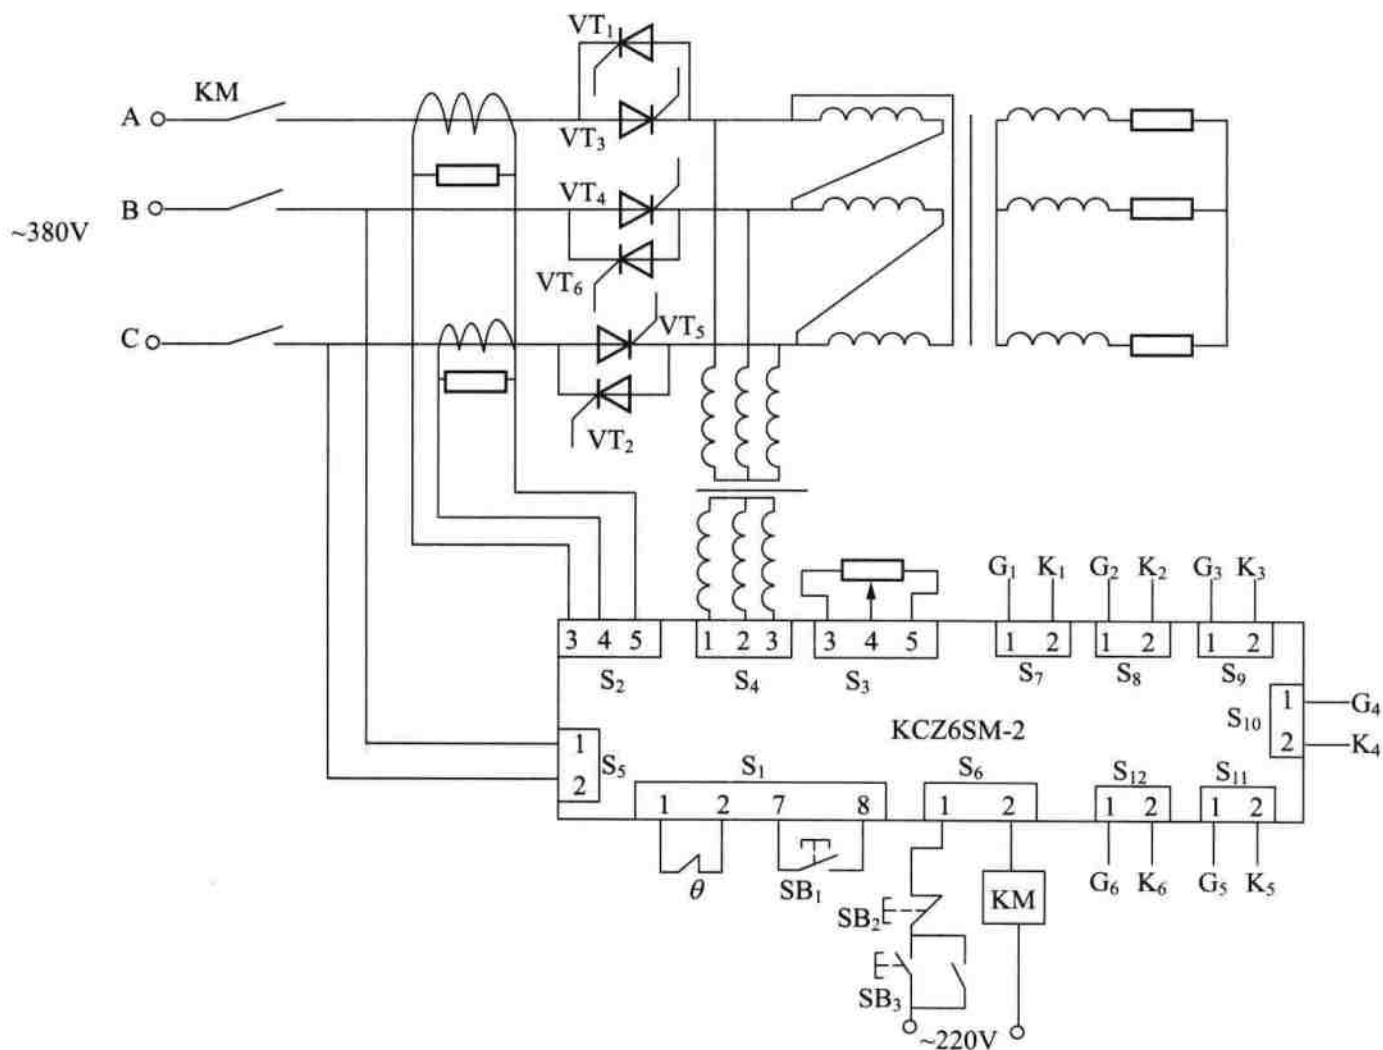 VT₁
KM
A
VT₃
VT₄
B
~380V
VT₆
VT₅
C
VT₂
G₁ K₁ G₂ K₂ G₃ K₃
3 4 5 1 2 3 3 4 5 1 2 1 2 1 2
S₂ S₄ S₃ S₇ S₈ S₉
1 G₄
S₁₀
KCZ6SM-2
2 K₄
1
S₅ S₁ S₆ S₁₂ S₁₁
2
1 2 7 8 1 2 1 2 1 2
θ SB₁ G₆ K₆ G₅ K₅
KM
SB₂
SB₃
~220V